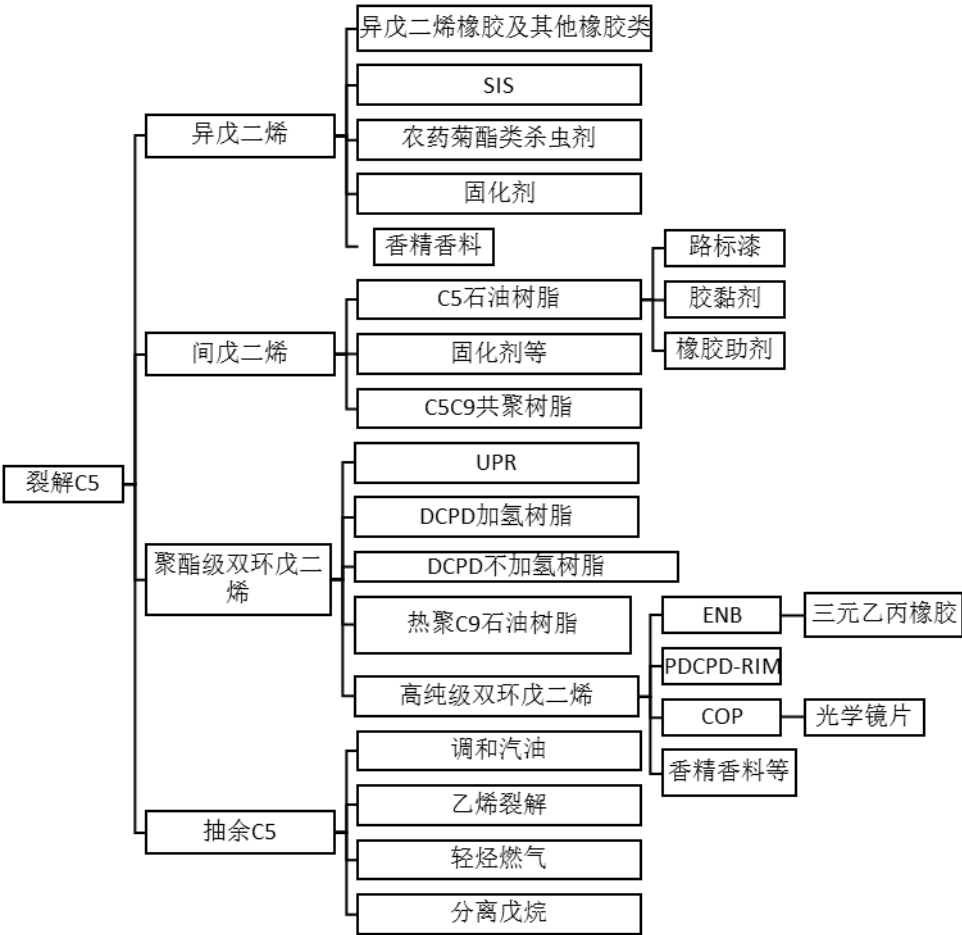 异戊二烯橡胶及其他橡胶类
SIS
异戊二烯
农药菊酯类杀虫剂
固化剂
香精香料
路标漆
C5石油树脂
胶黏剂
间戊二烯
固化剂等
橡胶助剂
C5C9共聚树脂
裂解C5
UPR
DCPD加氢树脂
聚酯级双环戊二
烯
DCPD不加氢树脂
热聚C9石油树脂
ENB
三元乙丙橡胶
PDCPD-RIM
高纯级双环戊二烯
COP
光学镜片
香精香料等
调和汽油
乙烯裂解
抽余C5
轻烃燃气
分离戊烷